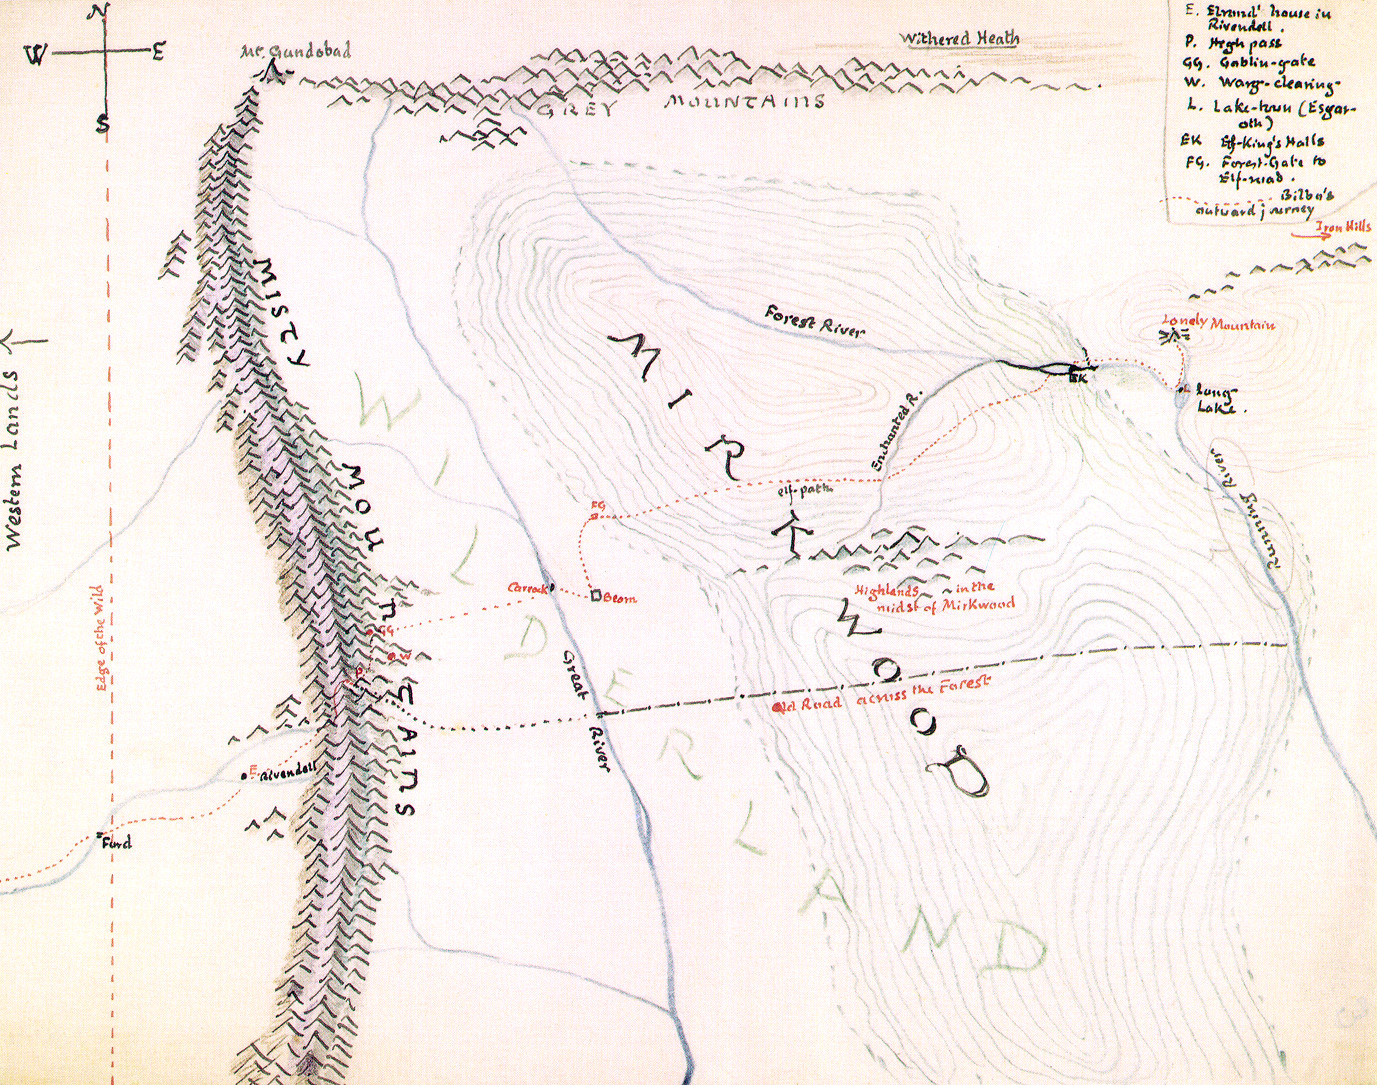 N
W E
S
Mt. Gundobad
Withered Heath
GREY MOUNTAINS
E. Elrond' house in
Rivendell.
P. High pass
GG. Goblin-gate
W. Warg-clearing
L. Lake-town (Esgar-
oth)
EK Elf-King's Halls
FG. Forest-Gate to
Elf-road.
Bilbo's
outward journey
Iron Hills
Lonely Mountain
MISTY
MOUNTAINS
Western Lands
Edge of the Wild
WILDERLAND
Forest River
MIRKWOOD
EK
Long
Lake.
Enchanted R.
elf-path
FG
Running River
Carrock
Beorn
Highlands in the
midst of Mirkwood
GG
W
P
Great River
Old Road across the Forest
E Rivendell
Ford